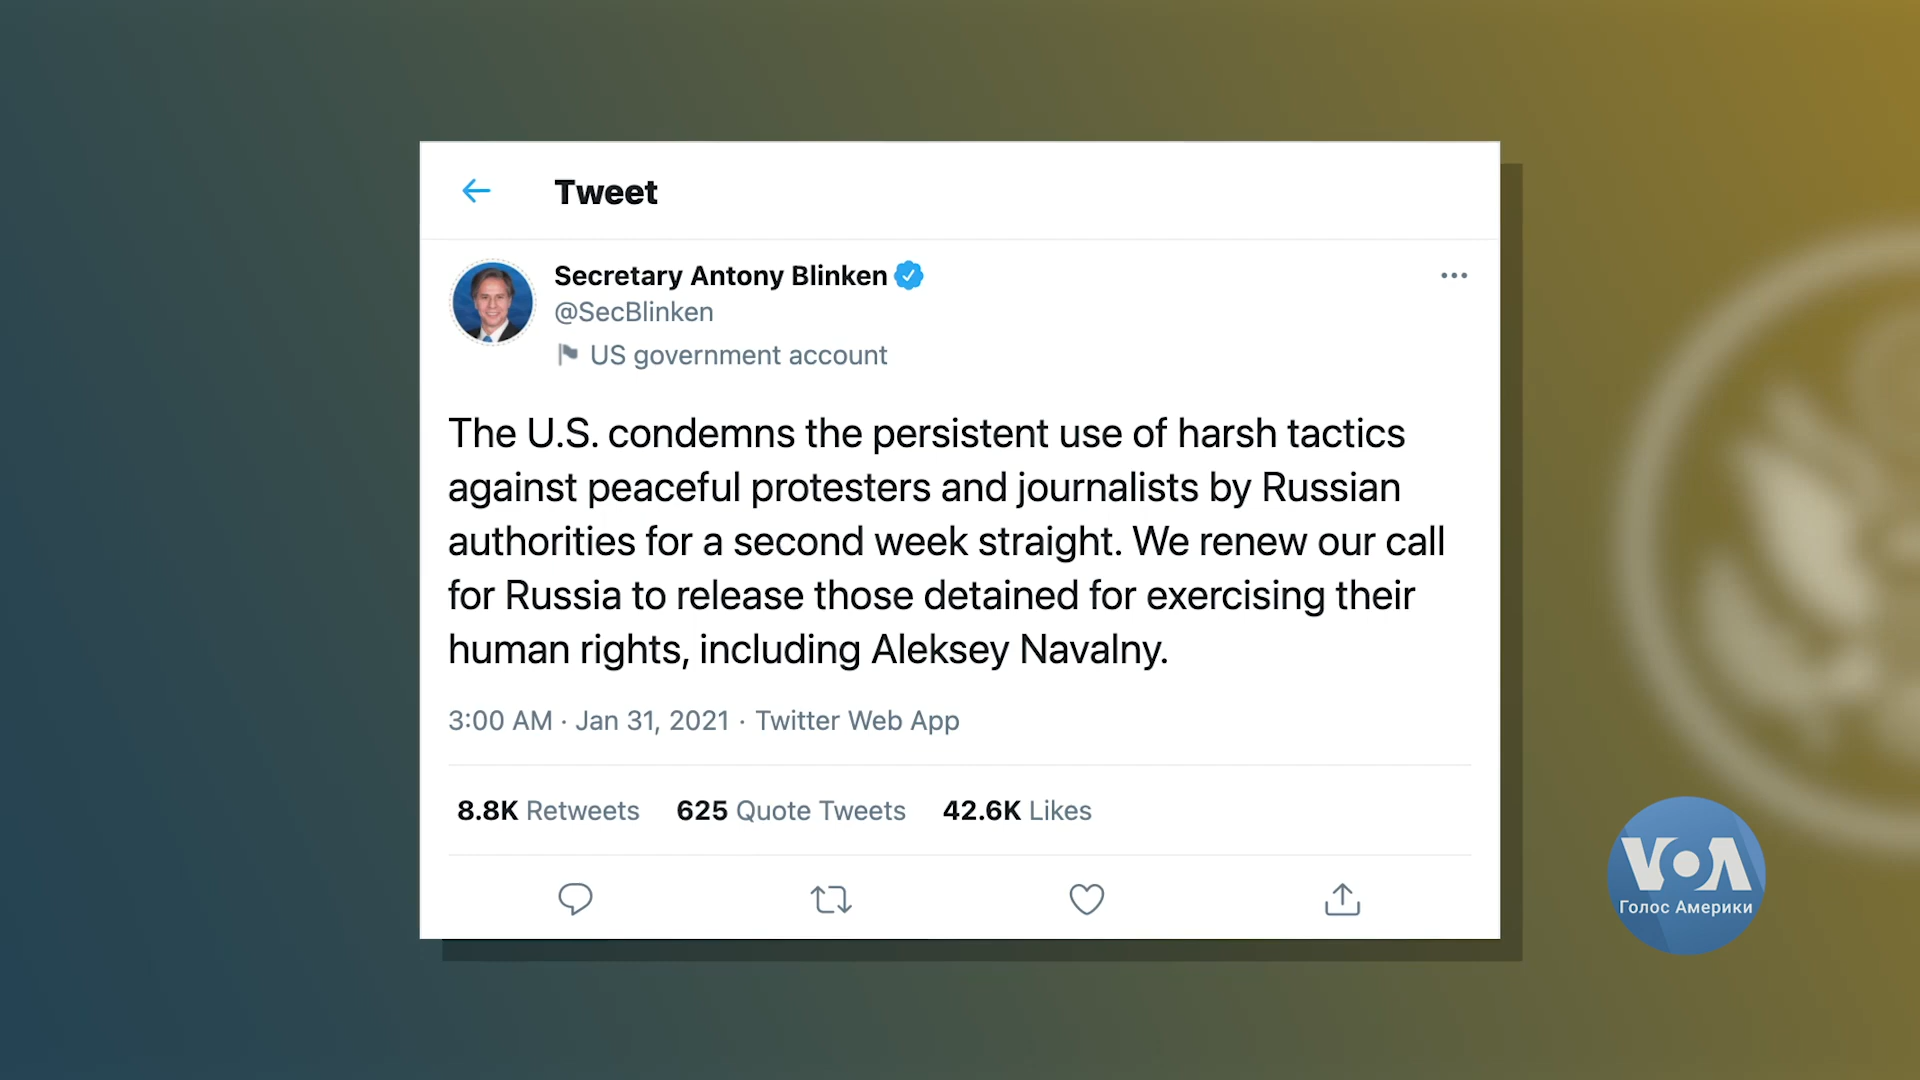 Tweet
Secretary Antony Blinken
@SecBlinken
US government account
The U.S. condemns the persistent use of harsh tactics
against peaceful protesters and journalists by Russian
authorities for a second week straight. We renew our call
for Russia to release those detained for exercising their
human rights, including Aleksey Navalny.
3:00 AM · Jan 31, 2021 · Twitter Web App
8.8K Retweets 625 Quote Tweets 42.6K Likes
VOA
Голос Америки